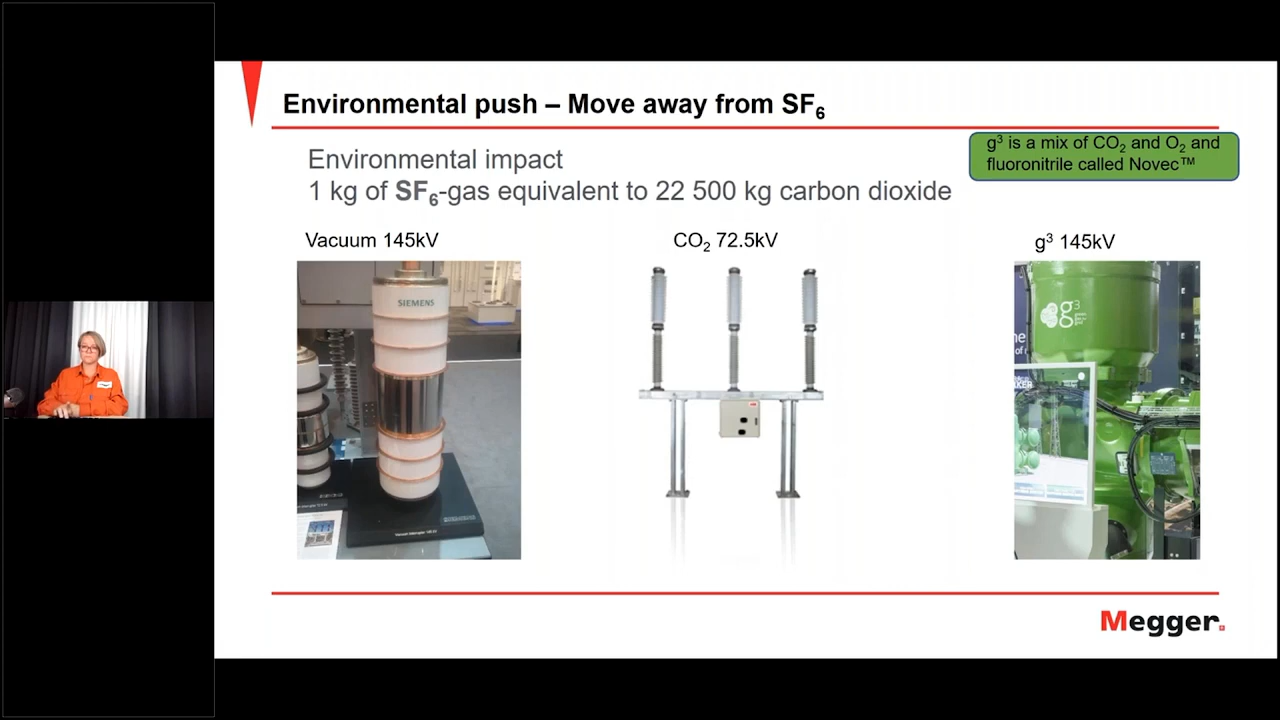 Environmental push – Move away from SF₆
g³ is a mix of CO₂ and O₂ and
fluoronitrile called Novec™
Environmental impact
1 kg of SF₆-gas equivalent to 22 500 kg carbon dioxide
Vacuum 145kV
CO₂ 72.5kV
g³ 145kV
SIEMENS
g³
ABB
Megger.